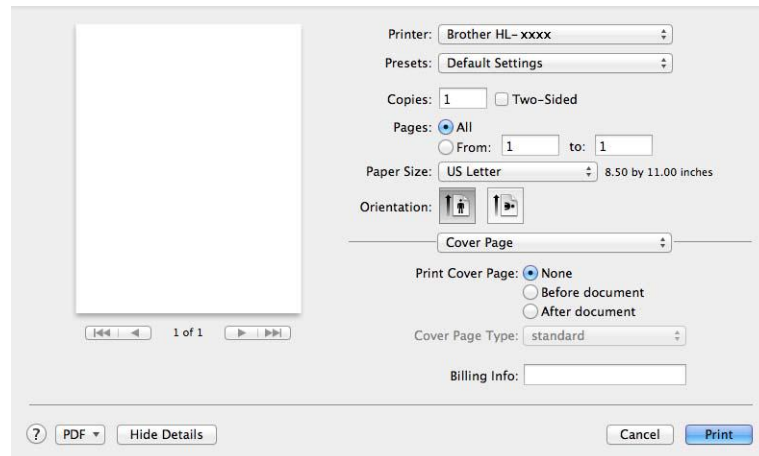 Printer: Brother HL-xxxx
Presets: Default Settings
Copies: 1 Two-Sided
Pages: All
From: 1 to: 1
Paper Size: US Letter 8.50 by 11.00 inches
Orientation:
Cover Page
Print Cover Page: None
Before document
After document
1 of 1
Cover Page Type: standard
Billing Info:
? PDF Hide Details Cancel Print